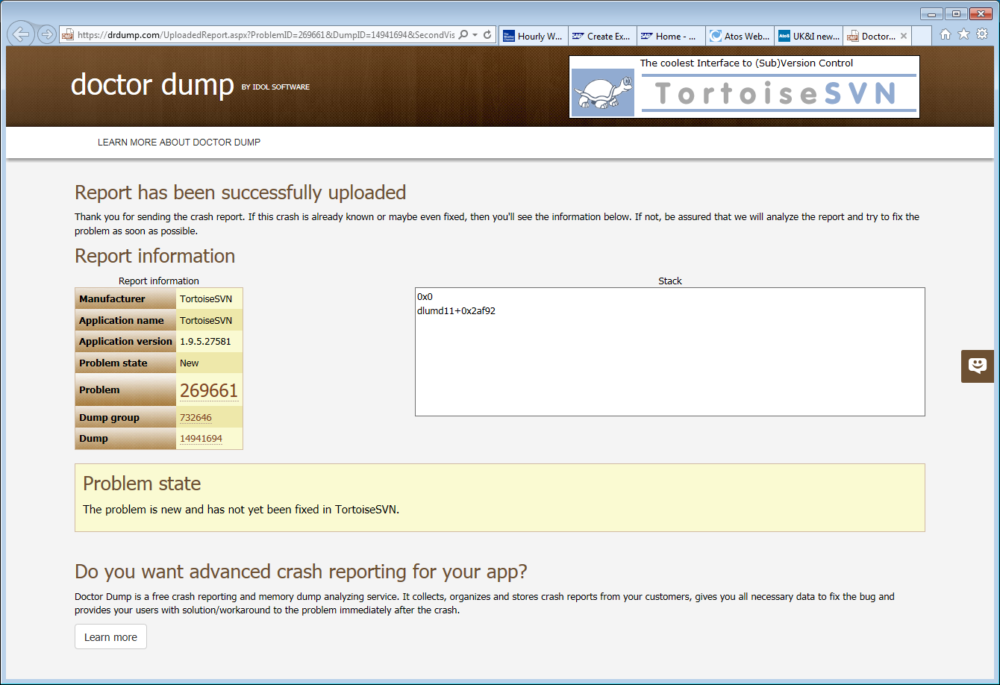 https://drdump.com/UploadedReport.aspx?ProblemID=269661&DumpID=14941694&SecondVis
Hourly W...
Create Ex...
Home - ...
Atos Web...
UK&I new...
Doctor...
doctor dump BY IDOL SOFTWARE
The coolest Interface to (Sub)Version Control
TortoiseSVN
LEARN MORE ABOUT DOCTOR DUMP
Report has been successfully uploaded
Thank you for sending the crash report. If this crash is already known or maybe even fixed, then you'll see the information below. If not, be assured that we will analyze the report and try to fix the
problem as soon as possible.
Report information
Report information
Manufacturer TortoiseSVN
Application name TortoiseSVN
Application version 1.9.5.27581
Problem state New
Problem 269661
Dump group 732646
Dump 14941694
Stack
0x0
dlumd11+0x2af92
Problem state
The problem is new and has not yet been fixed in TortoiseSVN.
Do you want advanced crash reporting for your app?
Doctor Dump is a free crash reporting and memory dump analyzing service. It collects, organizes and stores crash reports from your customers, gives you all necessary data to fix the bug and
provides your users with solution/workaround to the problem immediately after the crash.
Learn more